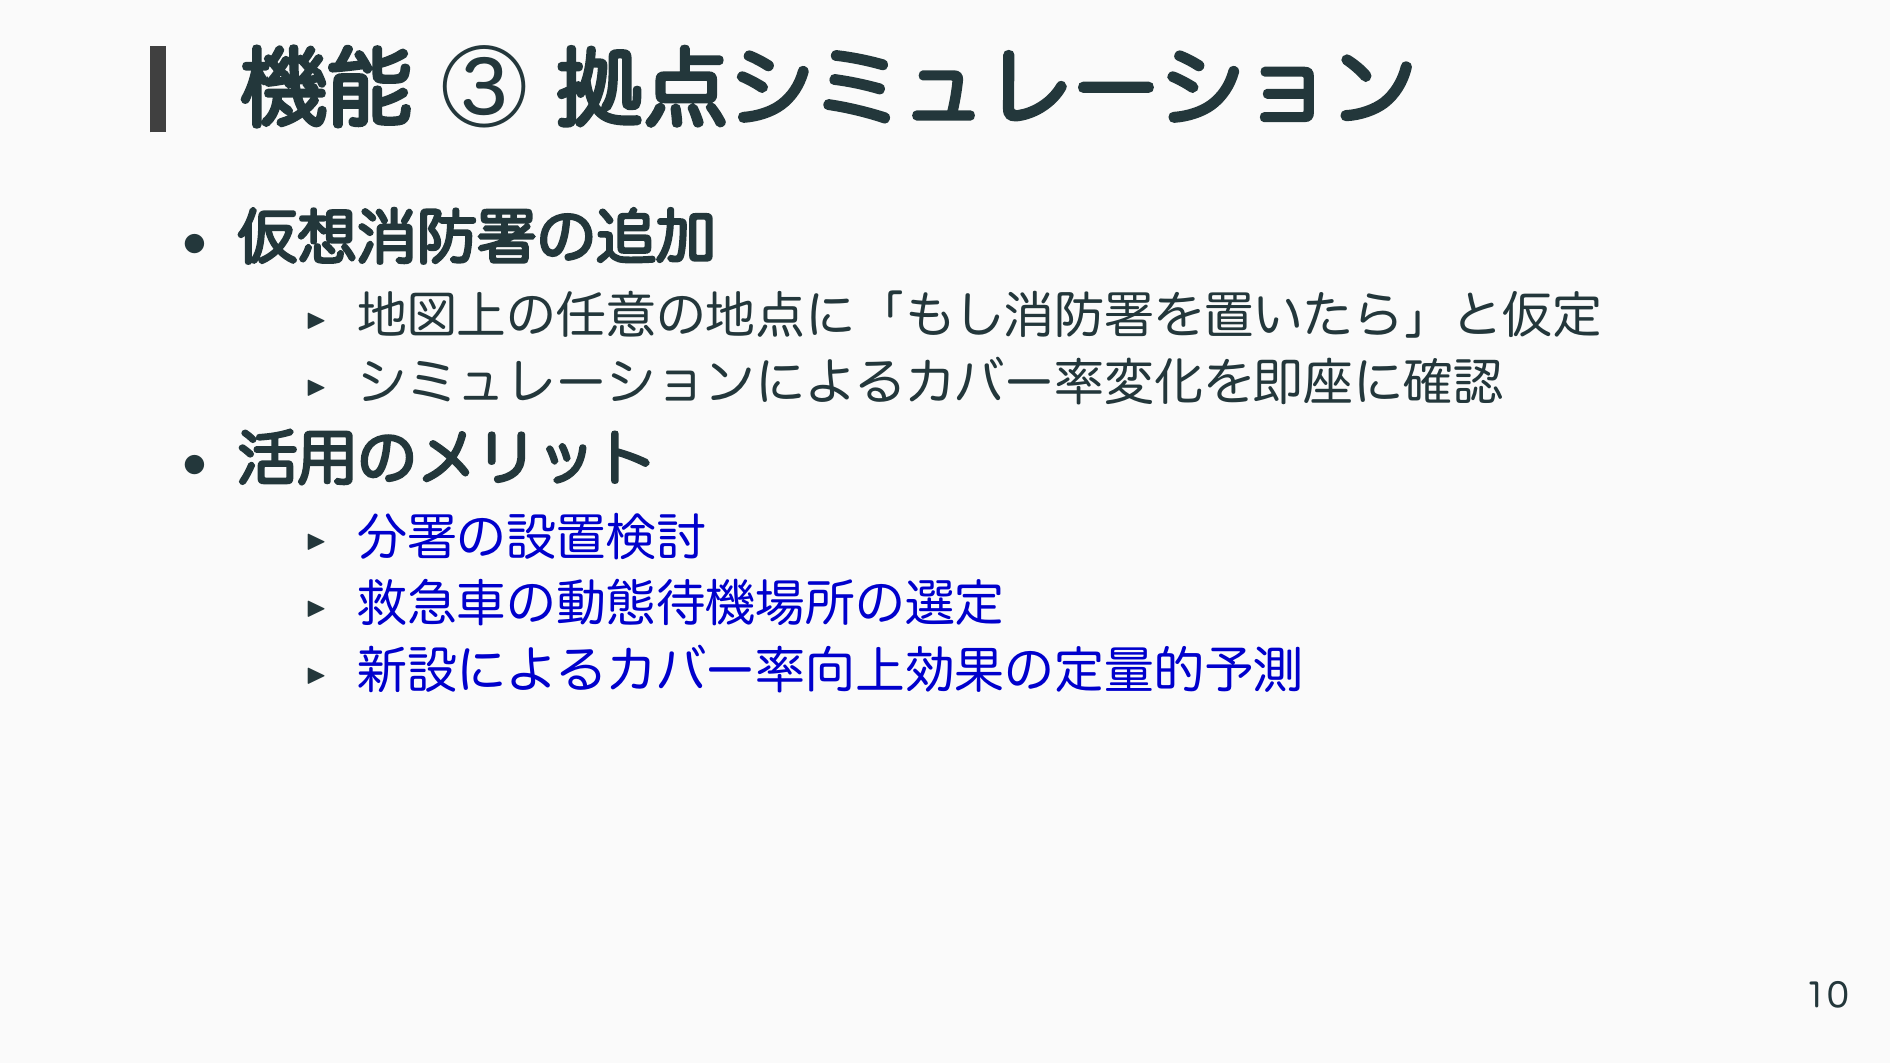 機能 ③ 拠点シミュレーション
• 仮想消防署の追加
▸ 地図上の任意の地点に「もし消防署を置いたら」と仮定
▸ シミュレーションによるカバー率変化を即座に確認
• 活用のメリット
▸ 分署の設置検討
▸ 救急車の動態待機場所の選定
▸ 新設によるカバー率向上効果の定量的予測
10